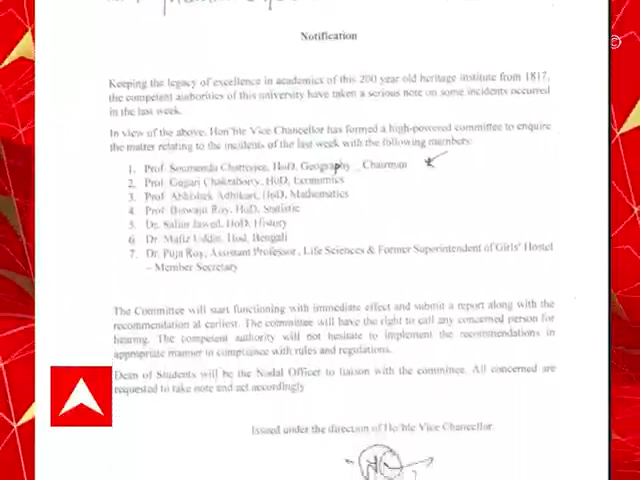 Notification
Keeping the legacy of excellence in academics of this 200 year old heritage institute from 1817,
the competent authorities of this university have taken a serious note on some incidents occurred
in the last week.
In view of the above, Hon'ble Vice Chancellor has formed a high-powered committee to enquire
the matter relating to the incidents of the last week with the following members:
1. Prof. Soumendu Chatterjee, HoD, Geography – Chairman
2. Prof. Gagari Chakraborty, HoD, Economics
3. Prof. Abhishek Adhikari, HoD, Mathematics
4. Prof. Biswajit Roy, HoD, Statistic
5. Dr. Salim Javed, HoD, History
6. Dr. Mafiz Uddin, Hod, Bengali
7. Dr. Puja Ray, Assistant Professor, Life Sciences & Former Superintendent of Girls' Hostel
– Member Secretary
The Committee will start functioning with immediate effect and submit a report along with the
recommendation at earliest. The committee will have the right to call any concerned person for
hearing. The competent authority will not hesitate to implement the recommendations in
appropriate manner in compliance with rules and regulations.
Dean of Students will be the Nodal Officer to liaison with the committee. All concerned are
requested to take note and act accordingly
Issued under the direction of Ho'ble Vice Chancellor